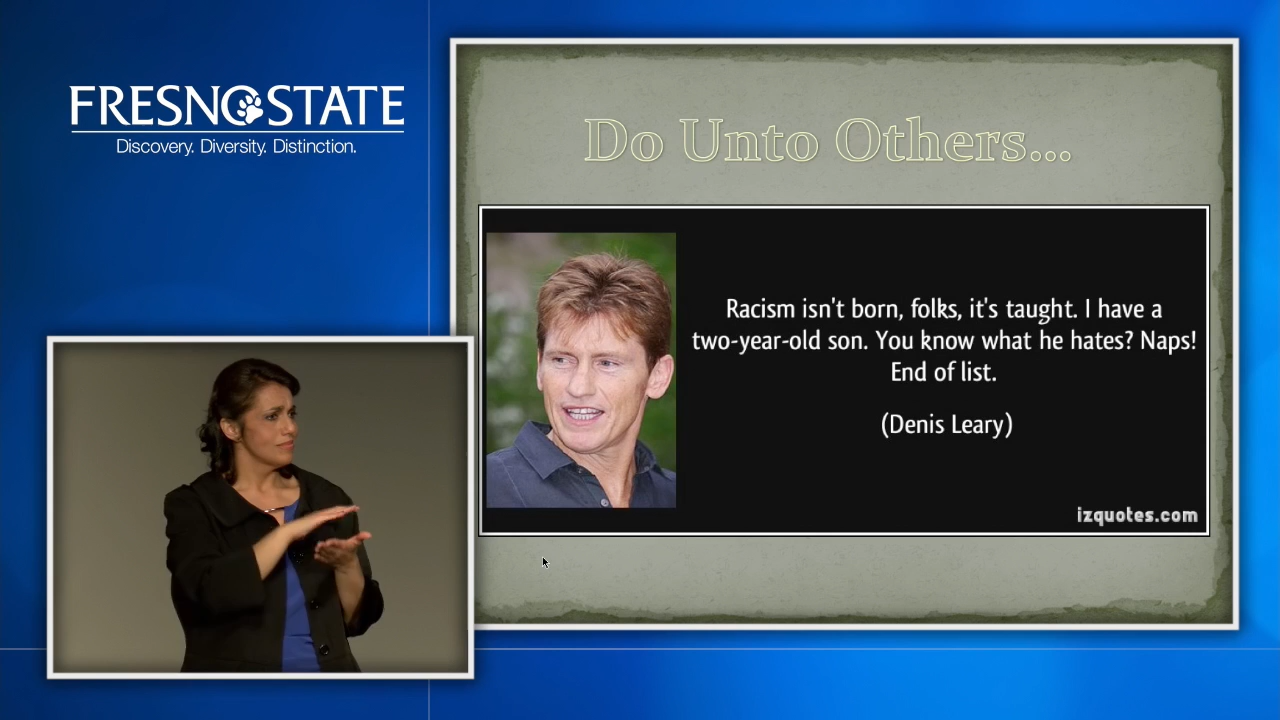 FRESNO STATE
Discovery. Diversity. Distinction.
Do Unto Others...
Racism isn't born, folks, it's taught. I have a
two-year-old son. You know what he hates? Naps!
End of list.
(Denis Leary)
izquotes.com